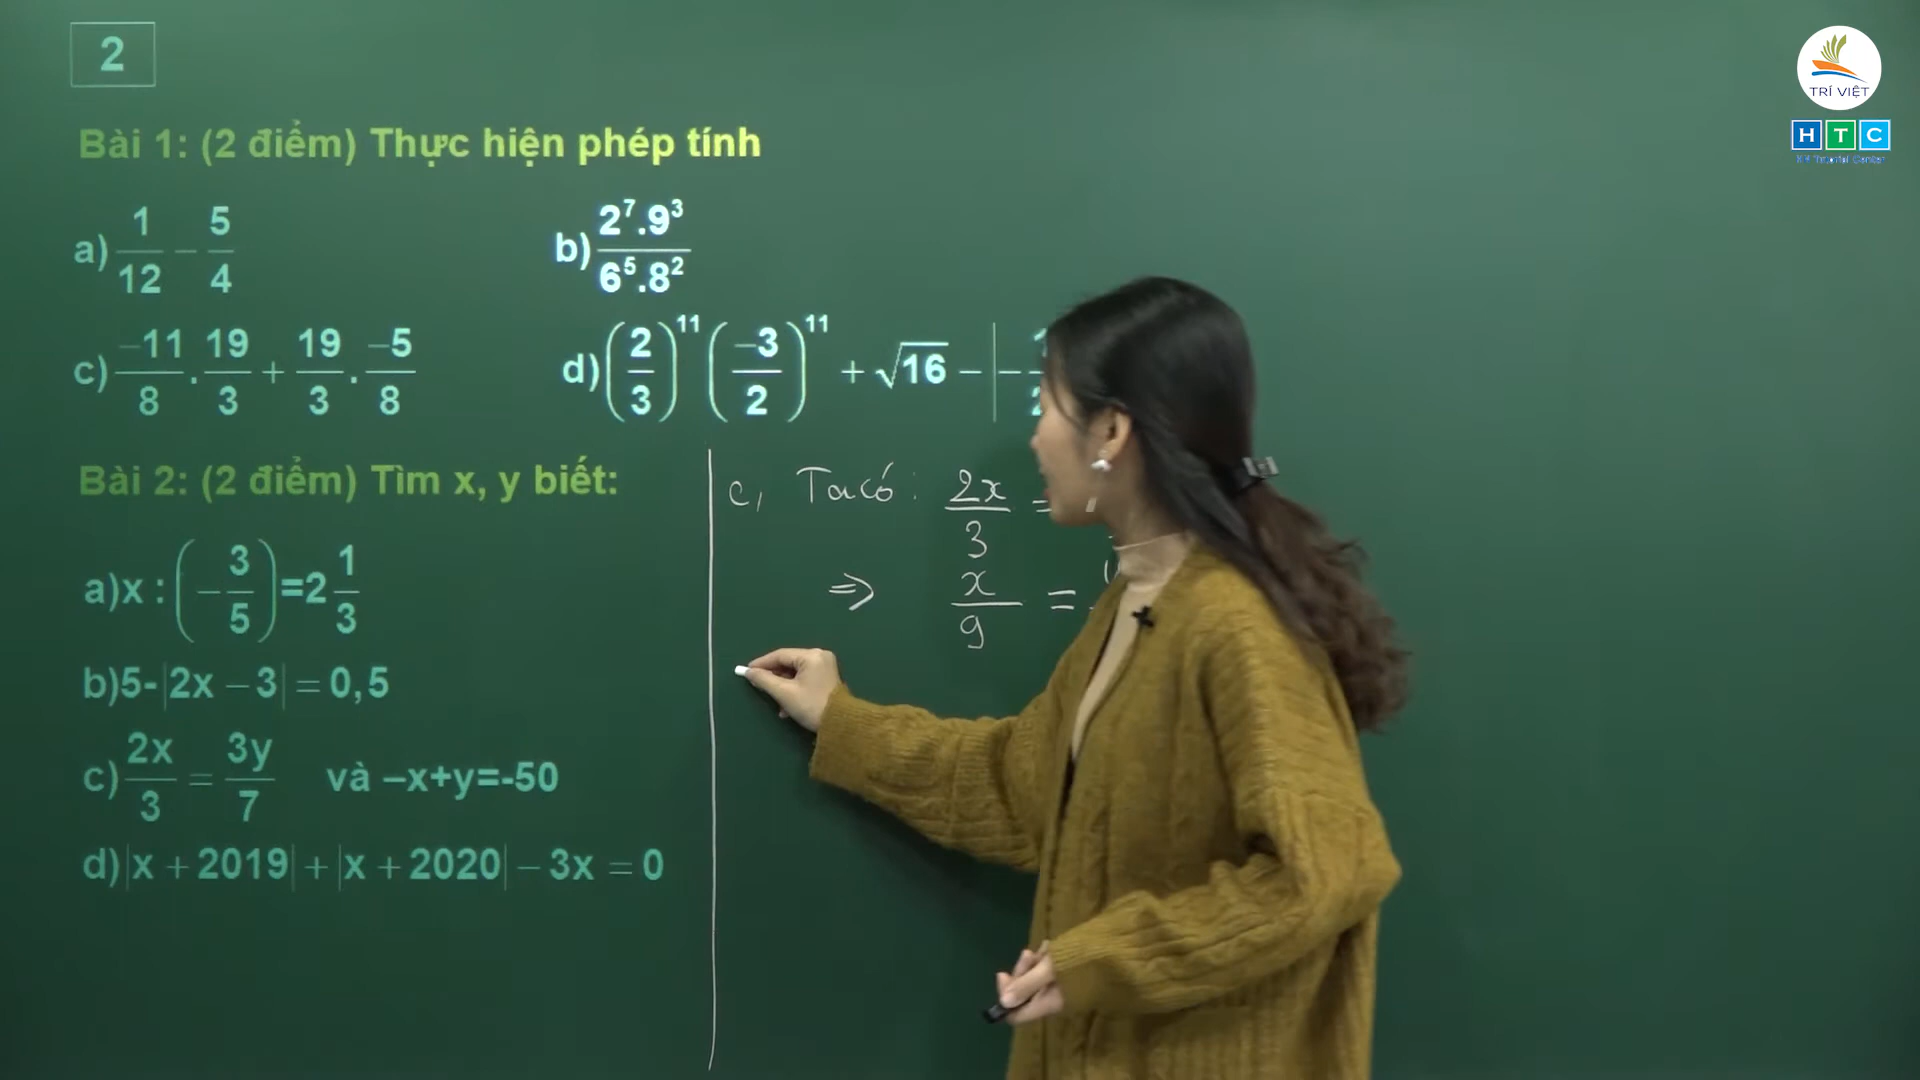 2
TRÍ VIỆT
HTC
Bài 1: (2 điểm) Thực hiện phép tính
a) 1/12 − 5/4
b) 2⁷.9³/6⁵.8²
c) −11/8 . 19/3 + 19/3 . −5/8
d) (2/3)¹¹ (−3/2)¹¹ + √16 − |−
Bài 2: (2 điểm) Tìm x, y biết:
a)x : (−3/5)=2 1/3
b)5-|2x − 3| = 0,5
c) 2x/3 = 3y/7 và –x+y=-50
d)|x + 2019| + |x + 2020| − 3x = 0
c, Ta có: 2x/3 =
=> x/9 =